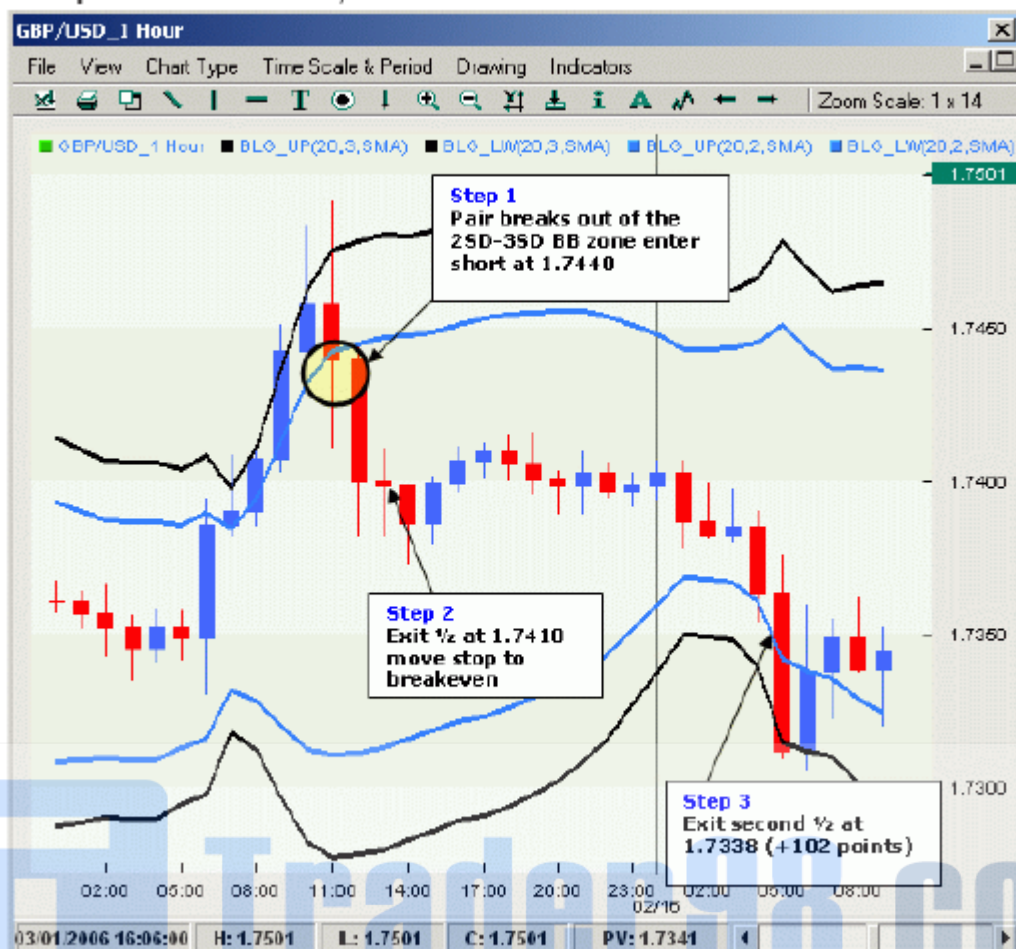 GBP/USD_1 Hour
File View Chart Type Time Scale & Period Drawing Indicators
T i A Zoom Scale: 1 x 14
GBP/USD_1 Hour BLO_UP(20,3,SMA) BLO_LW(20,3,SMA) BLO_UP(20,2,SMA) BLO_LW(20,2,SMA)
1.7501
Step 1
Pair breaks out of the
2SD-3SD BB zone enter
short at 1.7440
1.7450
1.7400
Step 2
Exit ½ at 1.7410
move stop to
breakeven
1.7350
1.7300
Step 3
Exit second ½ at
1.7338 (+102 points)
02:00 05:00 08:00 11:00 14:00 17:00 20:00 23:00 02:00 05:00 08:00
02/16
03/01/2006 16:06:00 H: 1.7501 L: 1.7501 C: 1.7501 PV: 1.7341